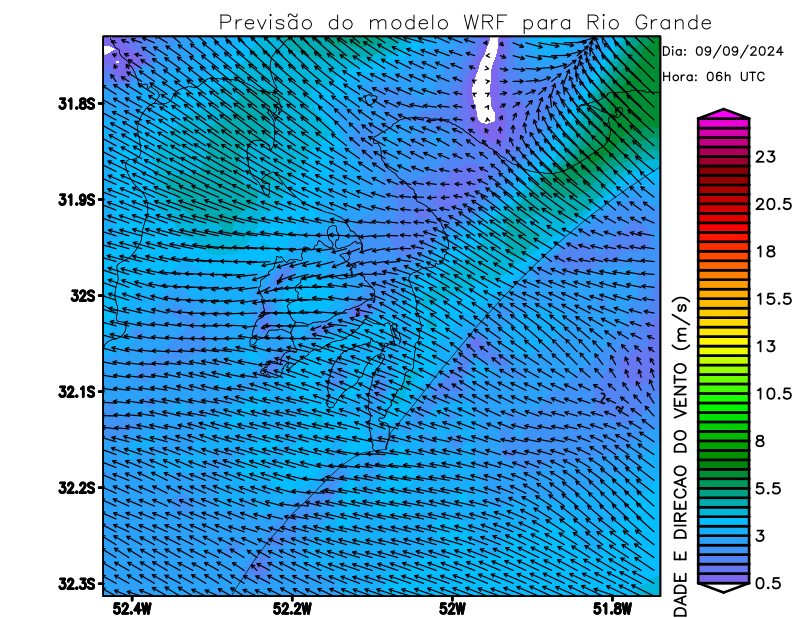 Previsão do modelo WRF para Rio Grande
Dia: 09/09/2024
Hora: 06h UTC
31.8S
31.9S
32S
32.1S
32.2S
32.3S
52.4W
52.2W
52W
51.8W
23
20.5
18
15.5
13
10.5
8
5.5
3
0.5
DADE E DIRECAO DO VENTO (m/s)